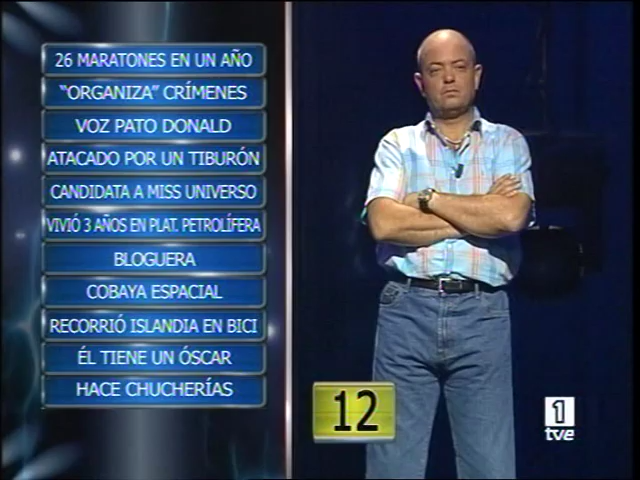 26 MARATONES EN UN AÑO
“ORGANIZA” CRÍMENES
VOZ PATO DONALD
ATACADO POR UN TIBURÓN
CANDIDATA A MISS UNIVERSO
VIVIÓ 3 AÑOS EN PLAT. PETROLÍFERA
BLOGUERA
COBAYA ESPACIAL
RECORRIÓ ISLANDIA EN BICI
ÉL TIENE UN ÓSCAR
HACE CHUCHERÍAS
12
1
tve